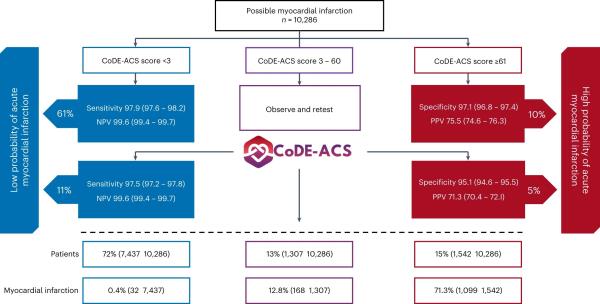 Possible myocardial infarction
n = 10,286
CoDE-ACS score <3
CoDE-ACS score 3 – 60
CoDE-ACS score ≥61
Low probability of acute
myocardial infarction
61%
Sensitivity 97.9 (97.6 – 98.2)
NPV 99.6 (99.4 – 99.7)
Observe and retest
Specificity 97.1 (96.8 – 97.4)
PPV 75.5 (74.6 – 76.3)
10%
High probability of acute
myocardial infarction
CoDE-ACS
11%
Sensitivity 97.5 (97.2 – 97.8)
NPV 99.6 (99.4 – 99.7)
Specificity 95.1 (94.6 – 95.5)
PPV 71.3 (70.4 – 72.1)
5%
Patients
72% (7,437 10,286)
13% (1,307 10,286)
15% (1,542 10,286)
Myocardial infarction
0.4% (32 7,437)
12.8% (168 1,307)
71.3% (1,099 1,542)